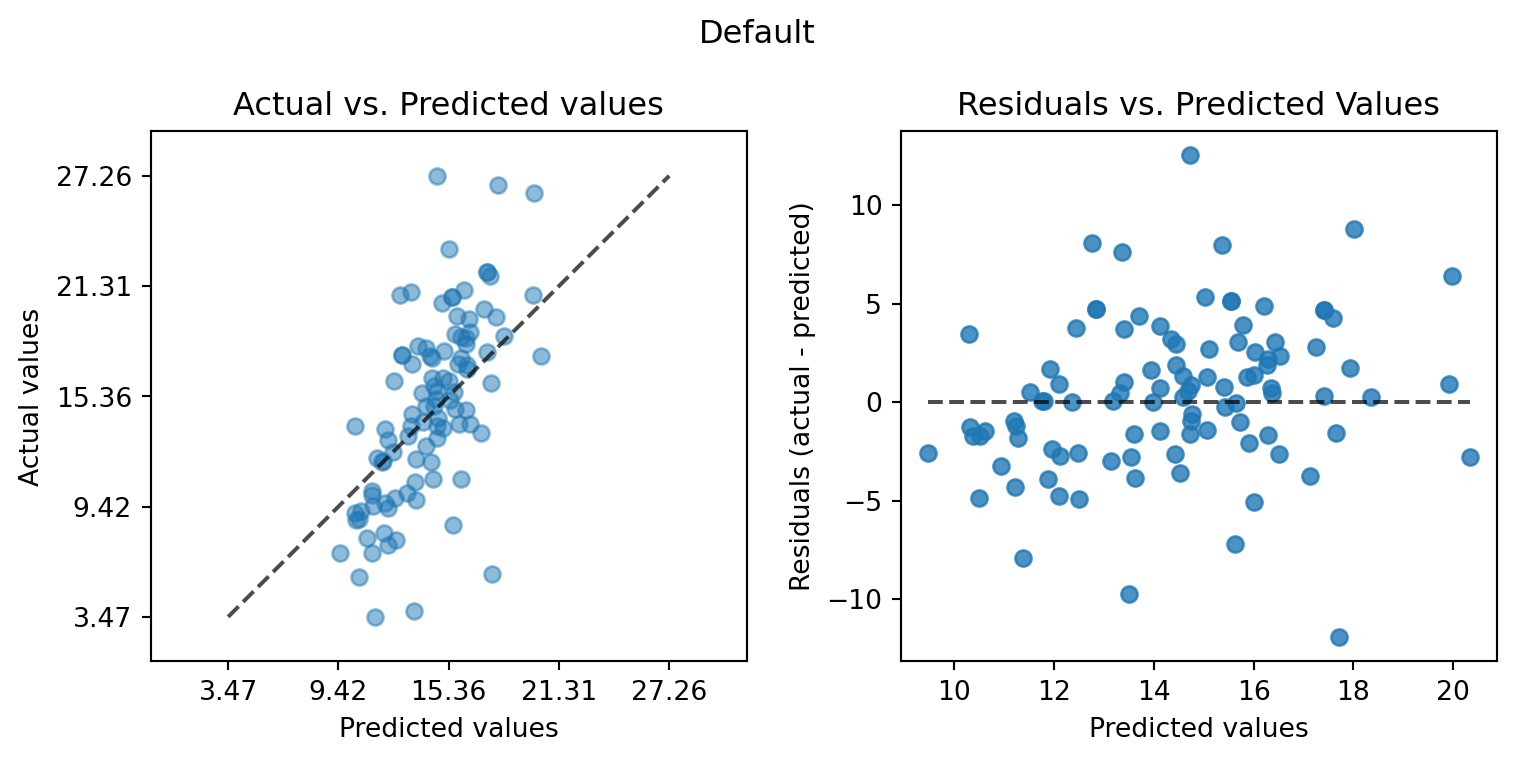 Default
Actual vs. Predicted values
Actual values
27.26
21.31
15.36
9.42
3.47
3.47 9.42 15.36 21.31 27.26
Predicted values
Residuals vs. Predicted Values
Residuals (actual - predicted)
10
5
0
−5
−10
10 12 14 16 18 20
Predicted values